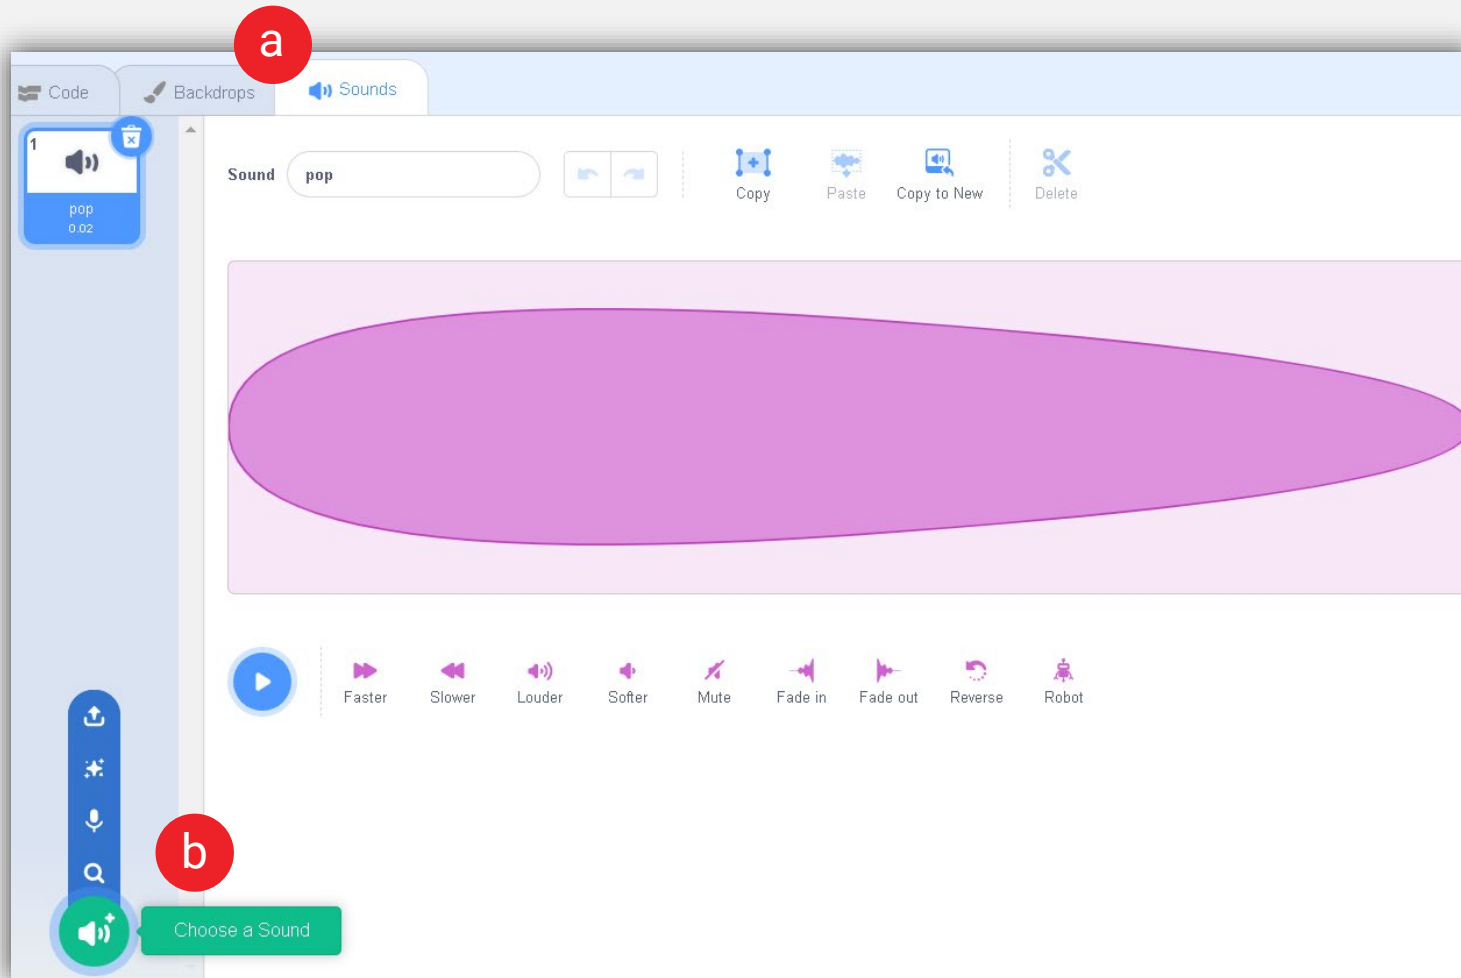 a
Code
Backdrops
Sounds
1
pop
0.02
Sound
pop
Copy
Paste
Copy to New
Delete
Faster
Slower
Louder
Softer
Mute
Fade in
Fade out
Reverse
Robot
b
Choose a Sound